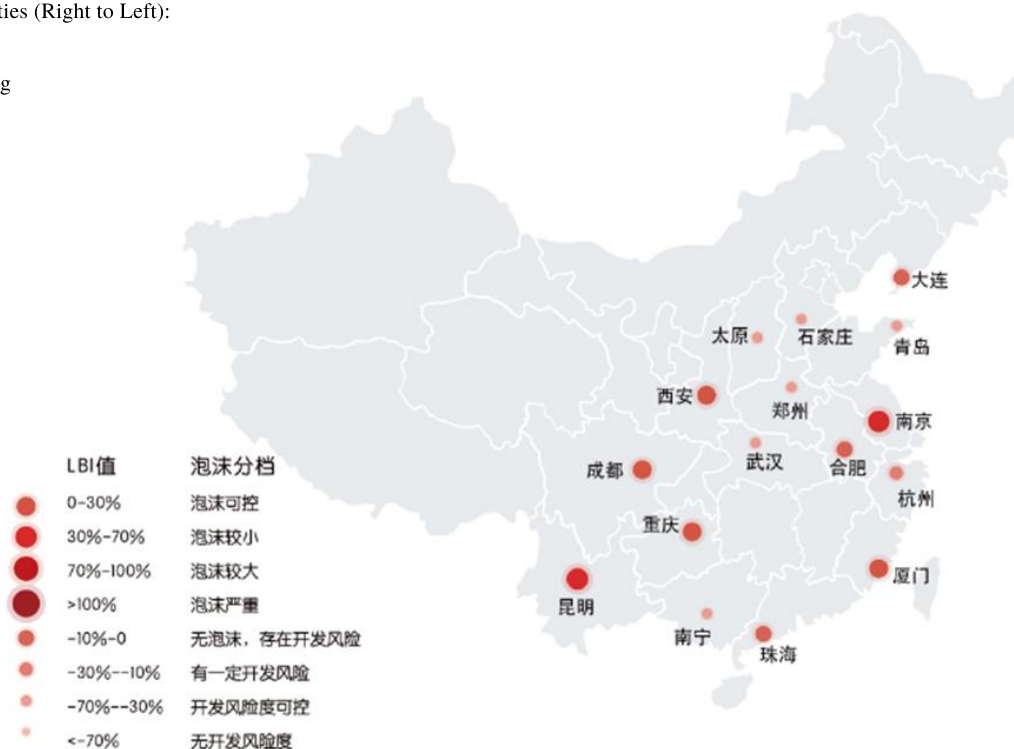 ties (Right to Left):
g
大连
石家庄
太原
青岛
西安
郑州
南京
武汉
合肥
成都
杭州
重庆
厦门
昆明
南宁
珠海
LBI值 泡沫分档
0-30% 泡沫可控
30%-70% 泡沫较小
70%-100% 泡沫较大
>100% 泡沫严重
-10%-0 无泡沫，存在开发风险
-30%--10% 有一定开发风险
-70%--30% 开发风险度可控
<-70% 无开发风险度